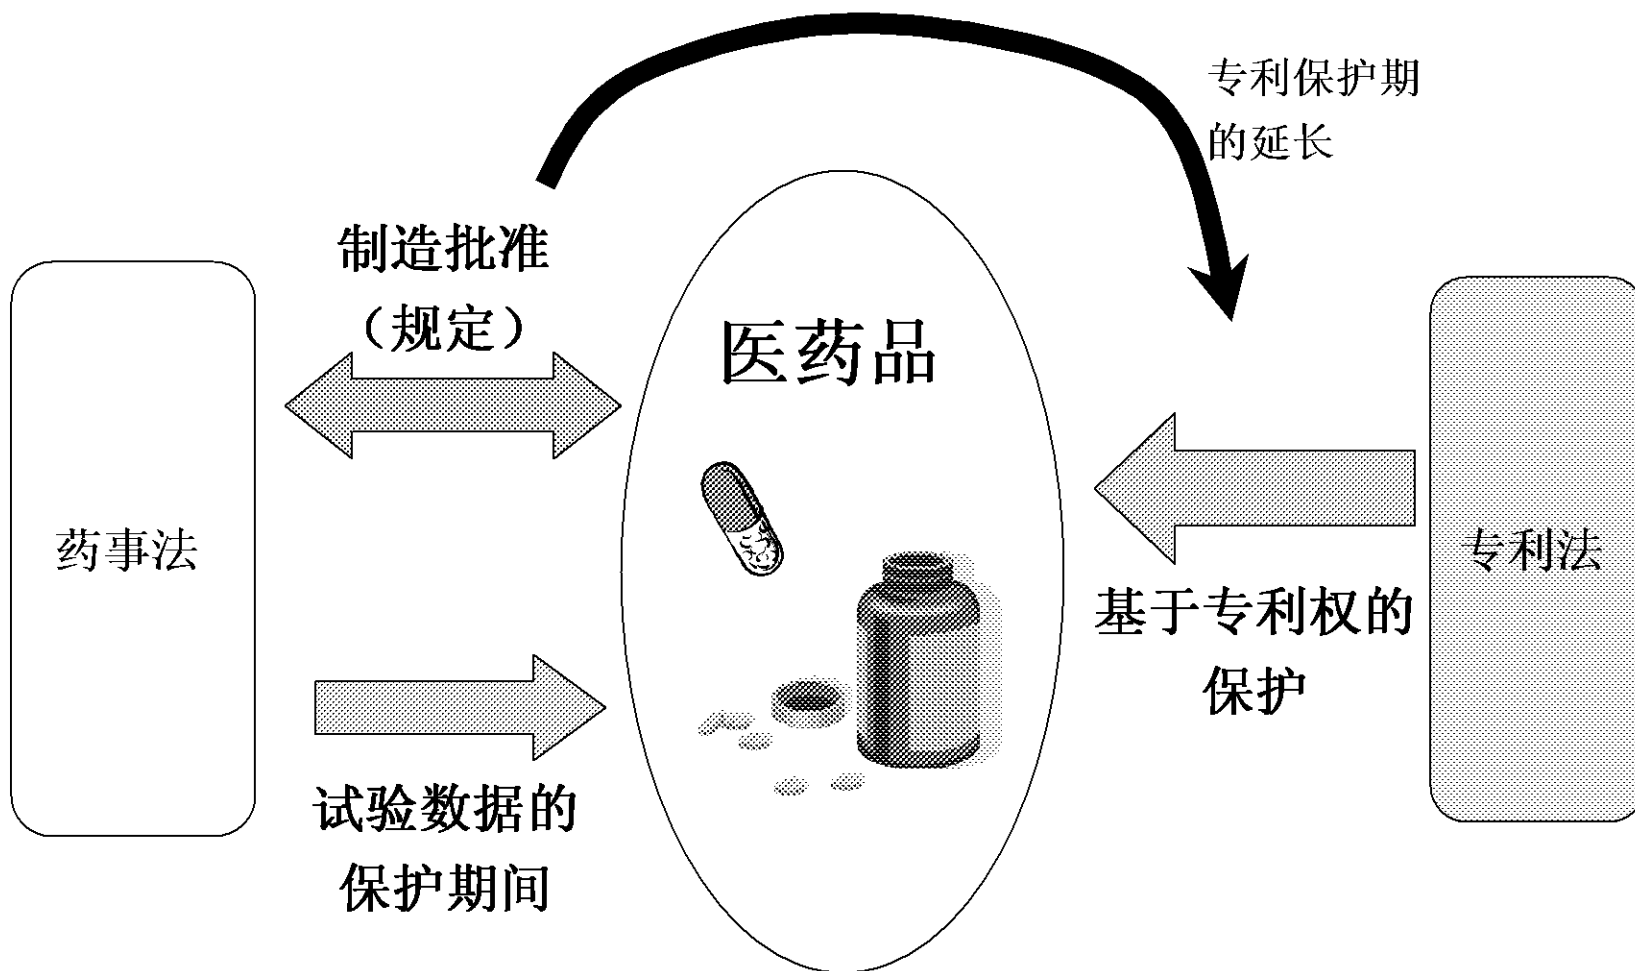 专利保护期
的延长
制造批准
（规定）
医药品
药事法
专利法
基于专利权的
保护
试验数据的
保护期间